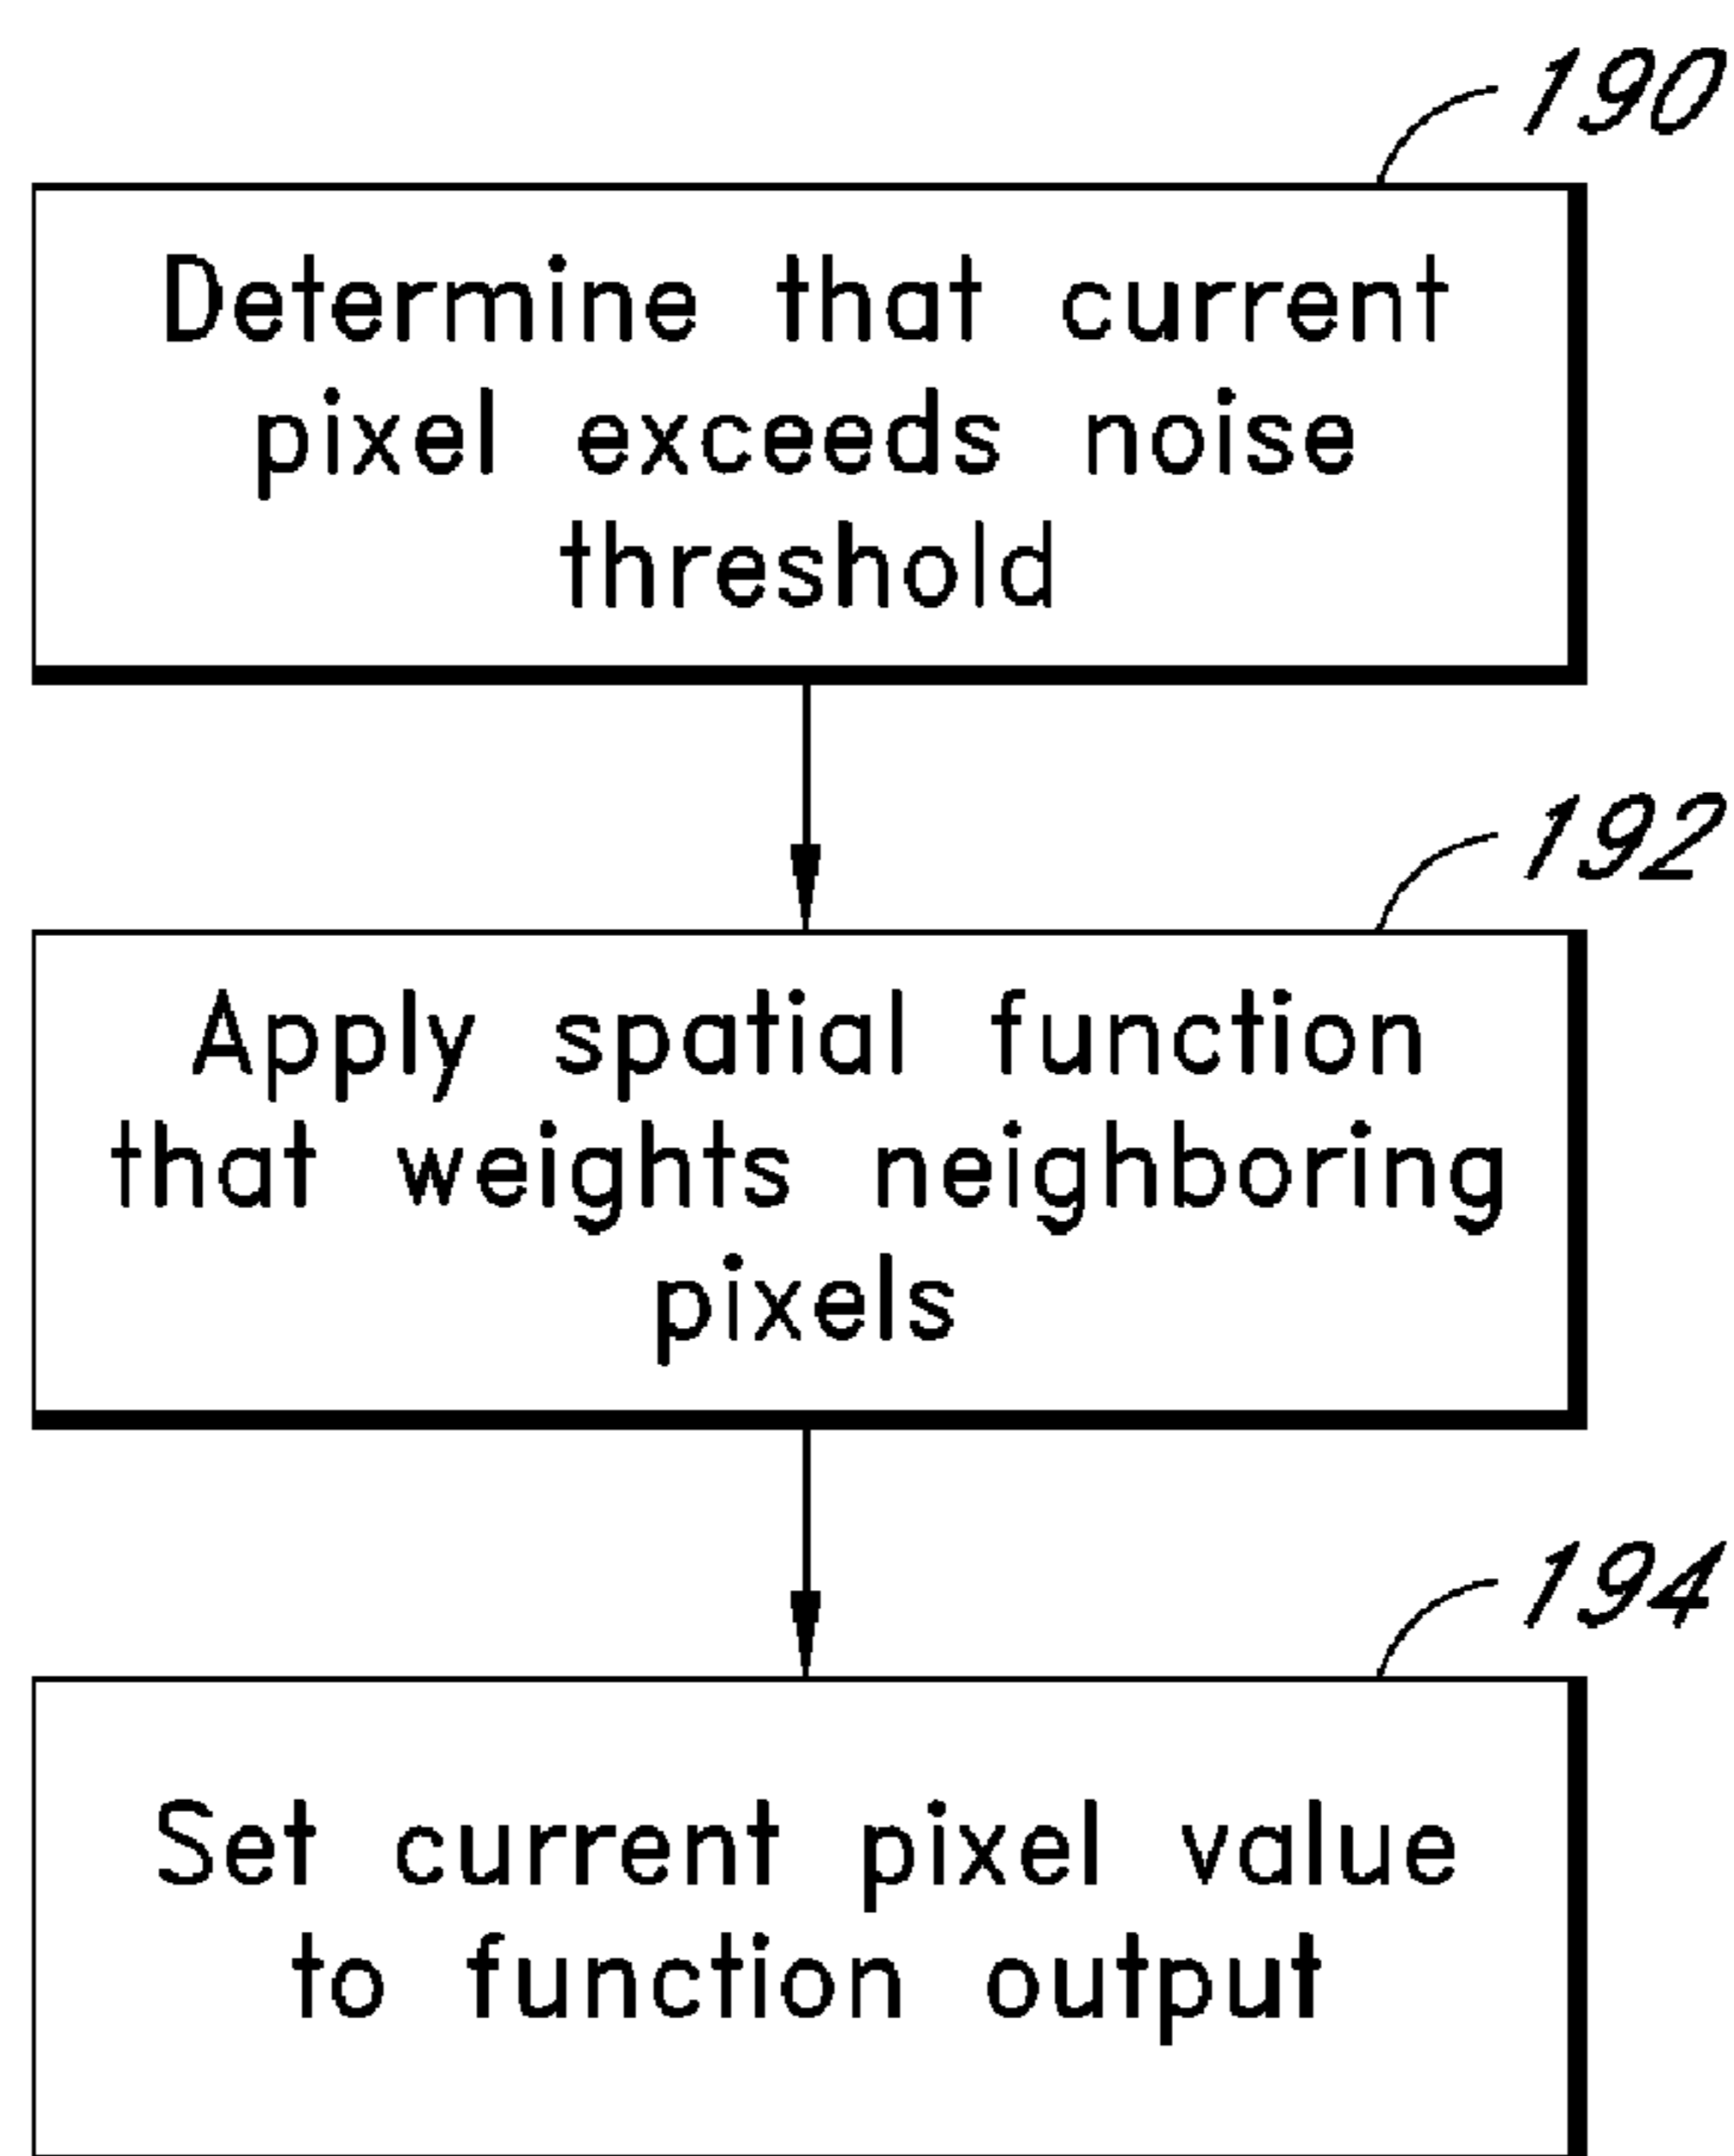 190
Determine that current
pixel exceeds noise
threshold
192
Apply spatial function
that weights neighboring
pixels
194
Set current pixel value
to function output